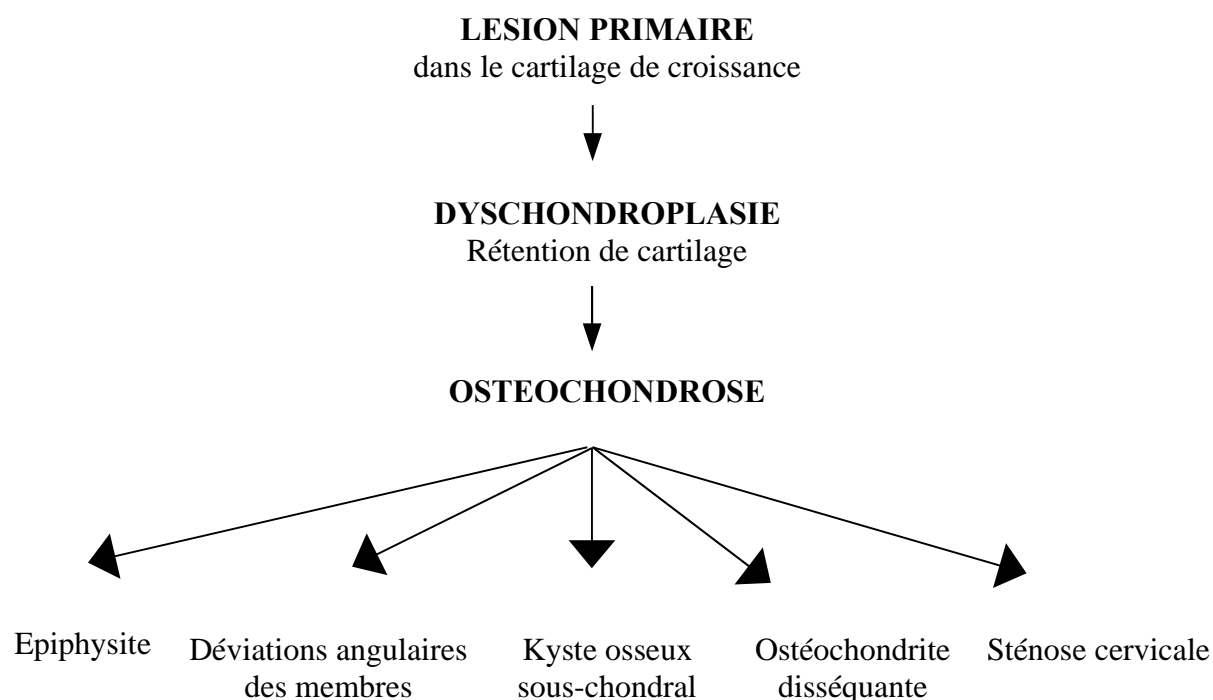 LESION PRIMAIRE
dans le cartilage de croissance
DYSCHONDROPLASIE
Rétention de cartilage
OSTEOCHONDROSE
Epiphysite
Déviations angulaires
des membres
Kyste osseux
sous-chondral
Ostéochondrite
disséquante
Sténose cervicale